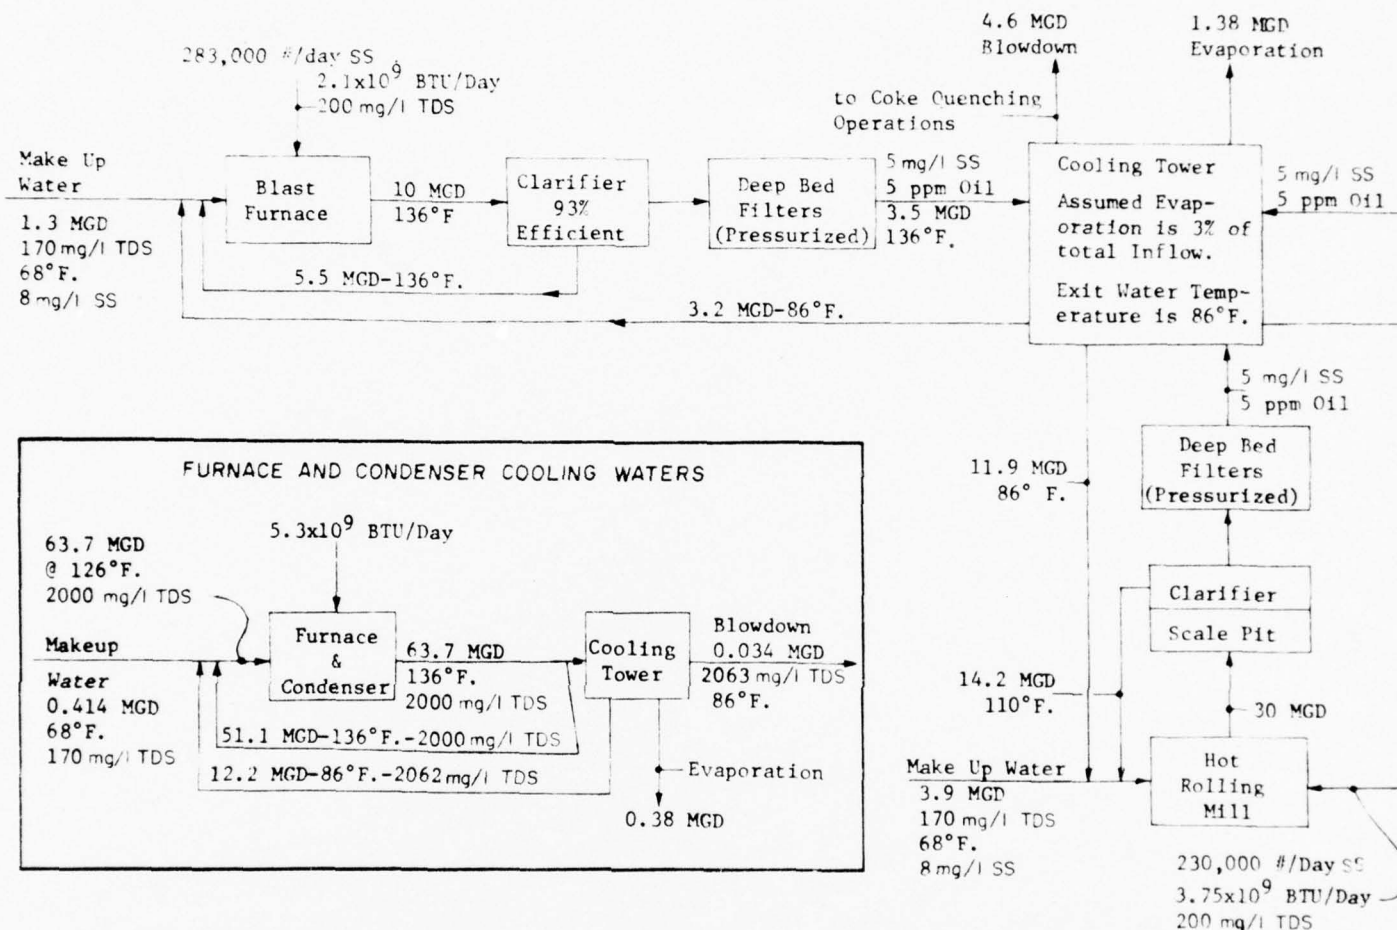 4.6 MGD
Blowdown
1.38 MGD
Evaporation
283,000 #/day SS
2.1x10⁹ BTU/Day
200 mg/l TDS
to Coke Quenching
Operations
Make Up
Water
1.3 MGD
170 mg/l TDS
68°F.
8 mg/l SS
Blast
Furnace
10 MGD
136°F
Clarifier
93%
Efficient
Deep Bed
Filters
(Pressurized)
5 mg/l SS
5 ppm Oil
3.5 MGD
136°F.
Cooling Tower
Assumed Evap-
oration is 3% of
total Inflow.
Exit Water Temp-
erature is 86°F.
5 mg/l SS
5 ppm Oil
5.5 MGD-136°F.
3.2 MGD-86°F.
5 mg/l SS
5 ppm Oil
Deep Bed
Filters
(Pressurized)
11.9 MGD
86° F.
Clarifier
Scale Pit
14.2 MGD
110°F.
30 MGD
Make Up Water
3.9 MGD
170 mg/l TDS
68°F.
8 mg/l SS
Hot
Rolling
Mill
230,000 #/Day SS
3.75x10⁹ BTU/Day
200 mg/l TDS
FURNACE AND CONDENSER COOLING WATERS
63.7 MGD
@ 126°F.
2000 mg/l TDS
5.3x10⁹ BTU/Day
Makeup
Water
0.414 MGD
68°F.
170 mg/l TDS
Furnace
&
Condenser
63.7 MGD
136°F.
2000 mg/l TDS
Cooling
Tower
Blowdown
0.034 MGD
2063 mg/l TDS
86°F.
51.1 MGD-136°F.-2000 mg/l TDS
12.2 MGD-86°F.-2062 mg/l TDS
Evaporation
0.38 MGD